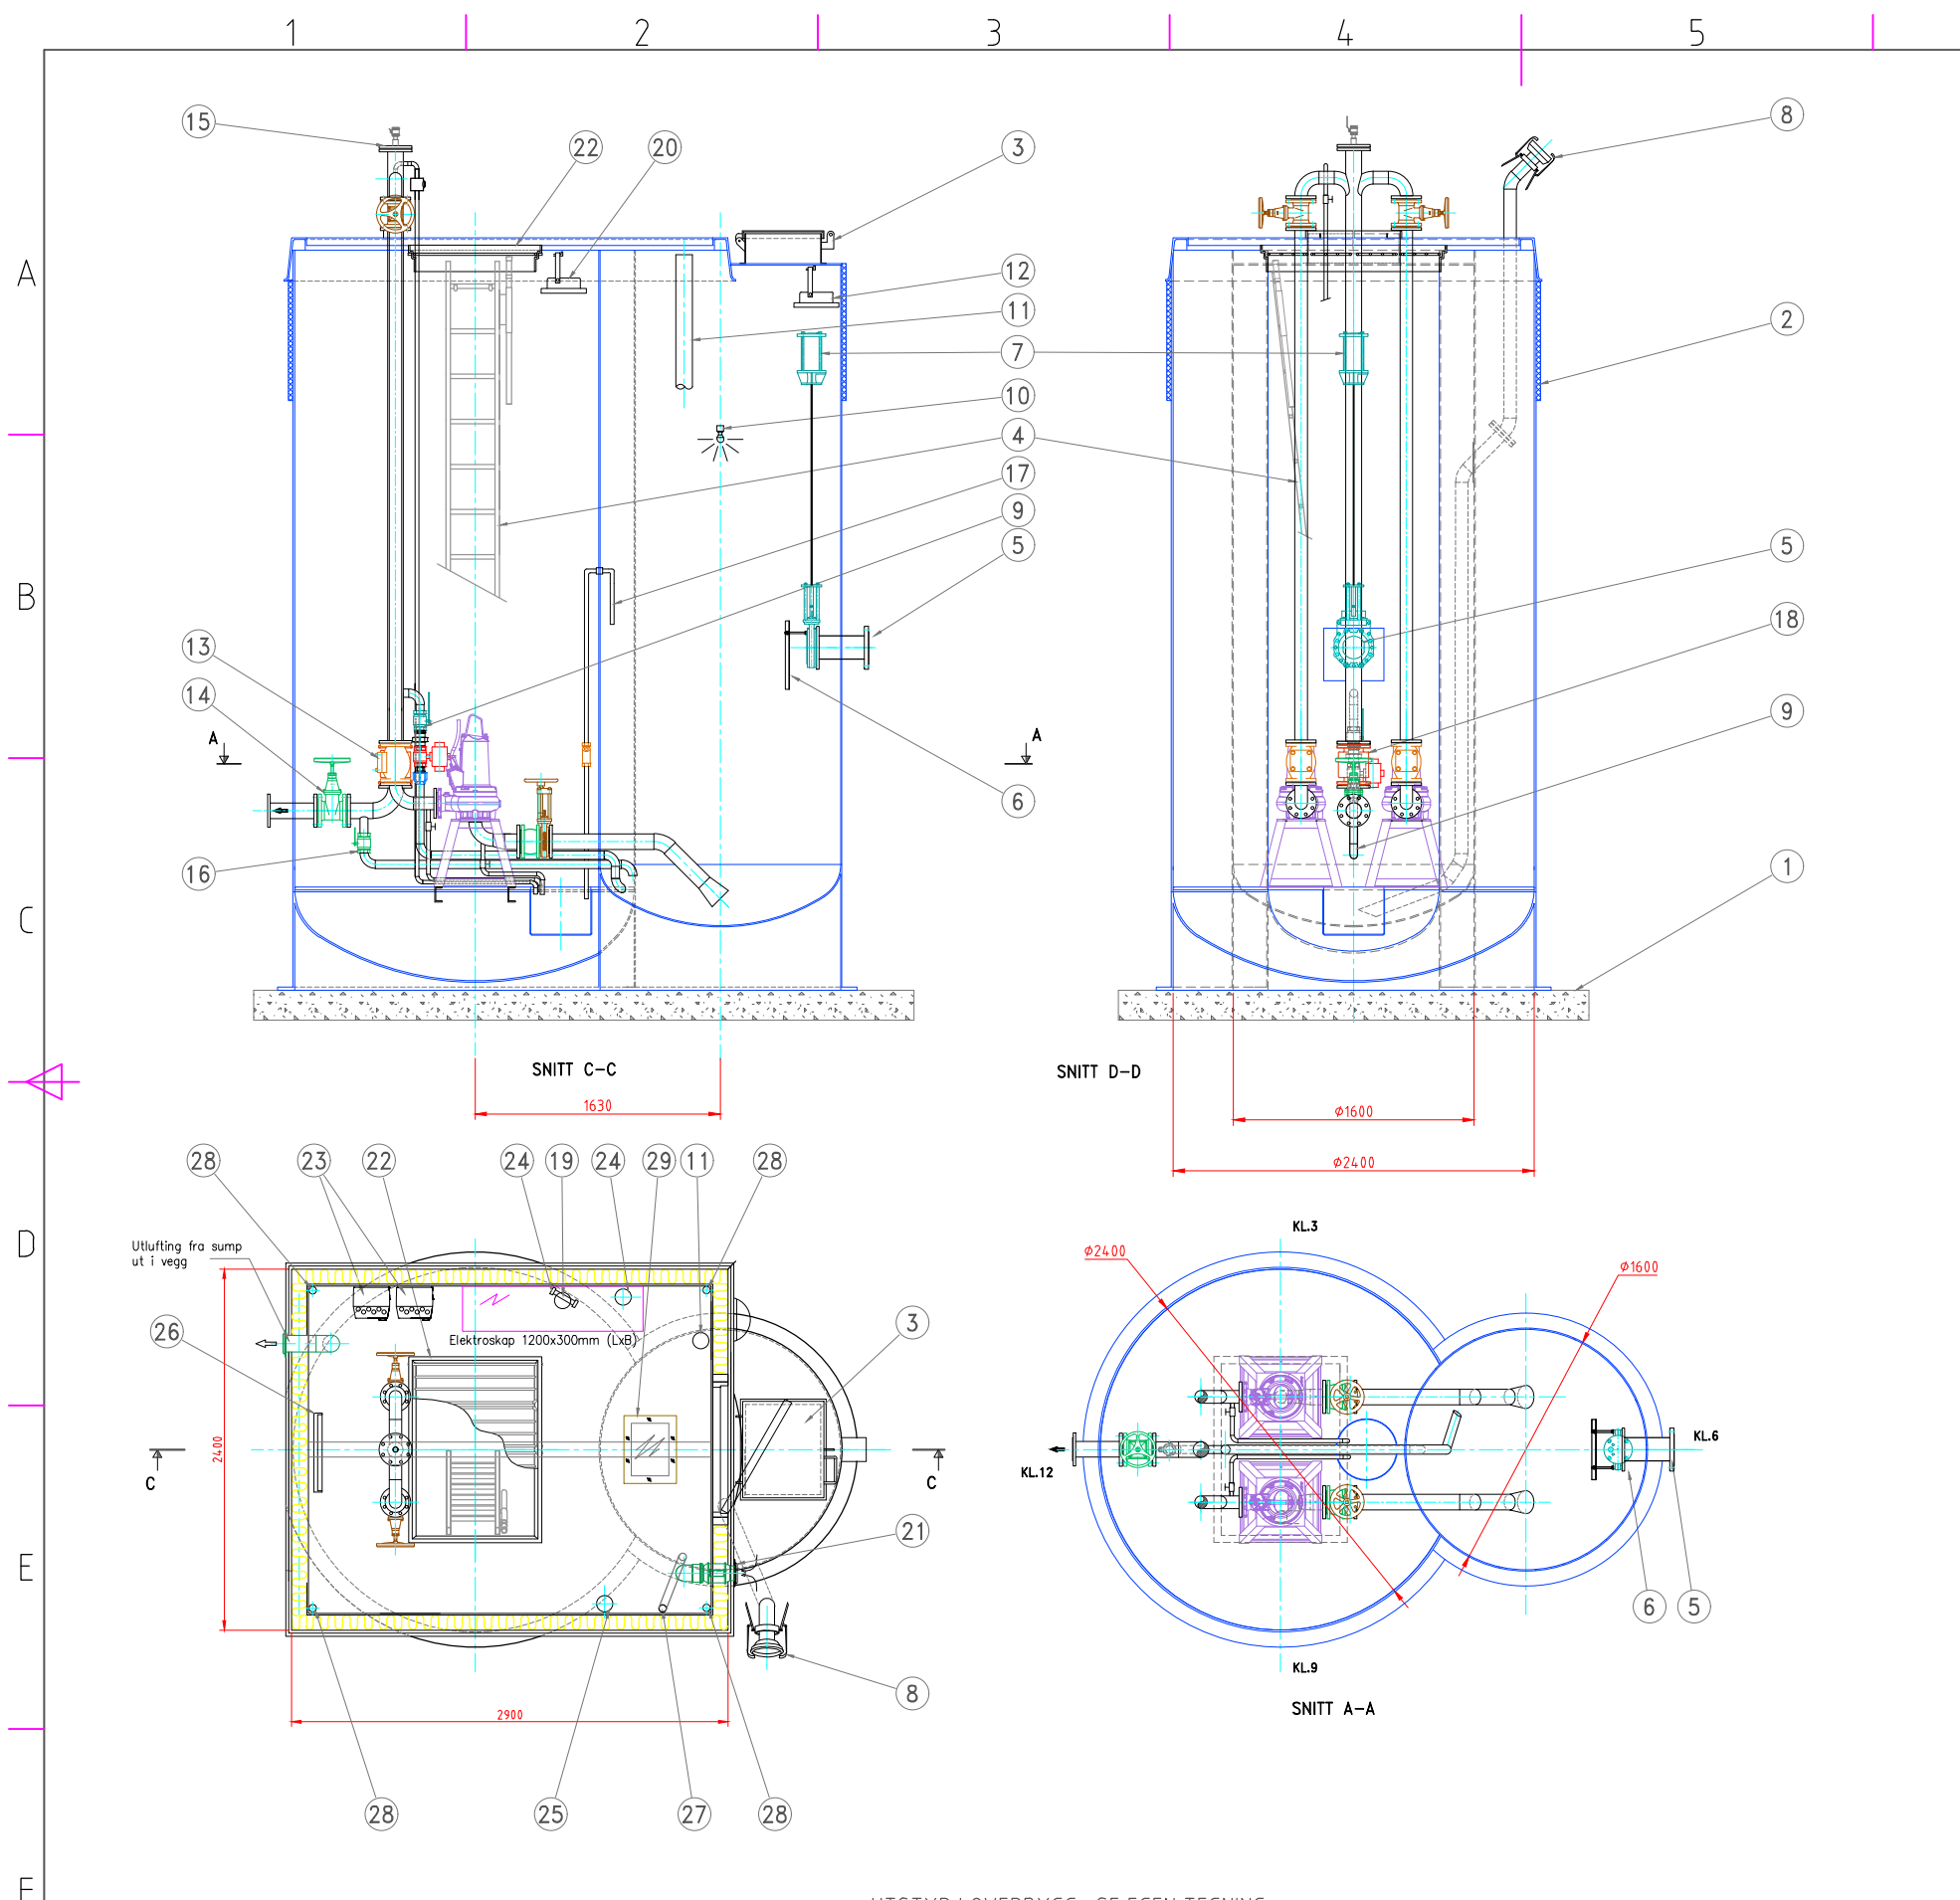 1 2 3 4 5
A
B
C
D
E
F
15
22
20
3
12
11
7
10
4
17
9
5
13
14
A
A
6
16
SNITT C-C
1630
8
2
5
18
9
1
SNITT D-D
ø1600
ø2400
28 23 22 24 19 24 29 11 28
Utlufting fra sump
ut i vegg
Elektroskap 1200x300mm (LxB)
26
3
2400
C
C
21
8
2900
28 25 27 28
KL.3
ø2400
ø1600
KL.6
KL.12
6 5
KL.9
SNITT A-A